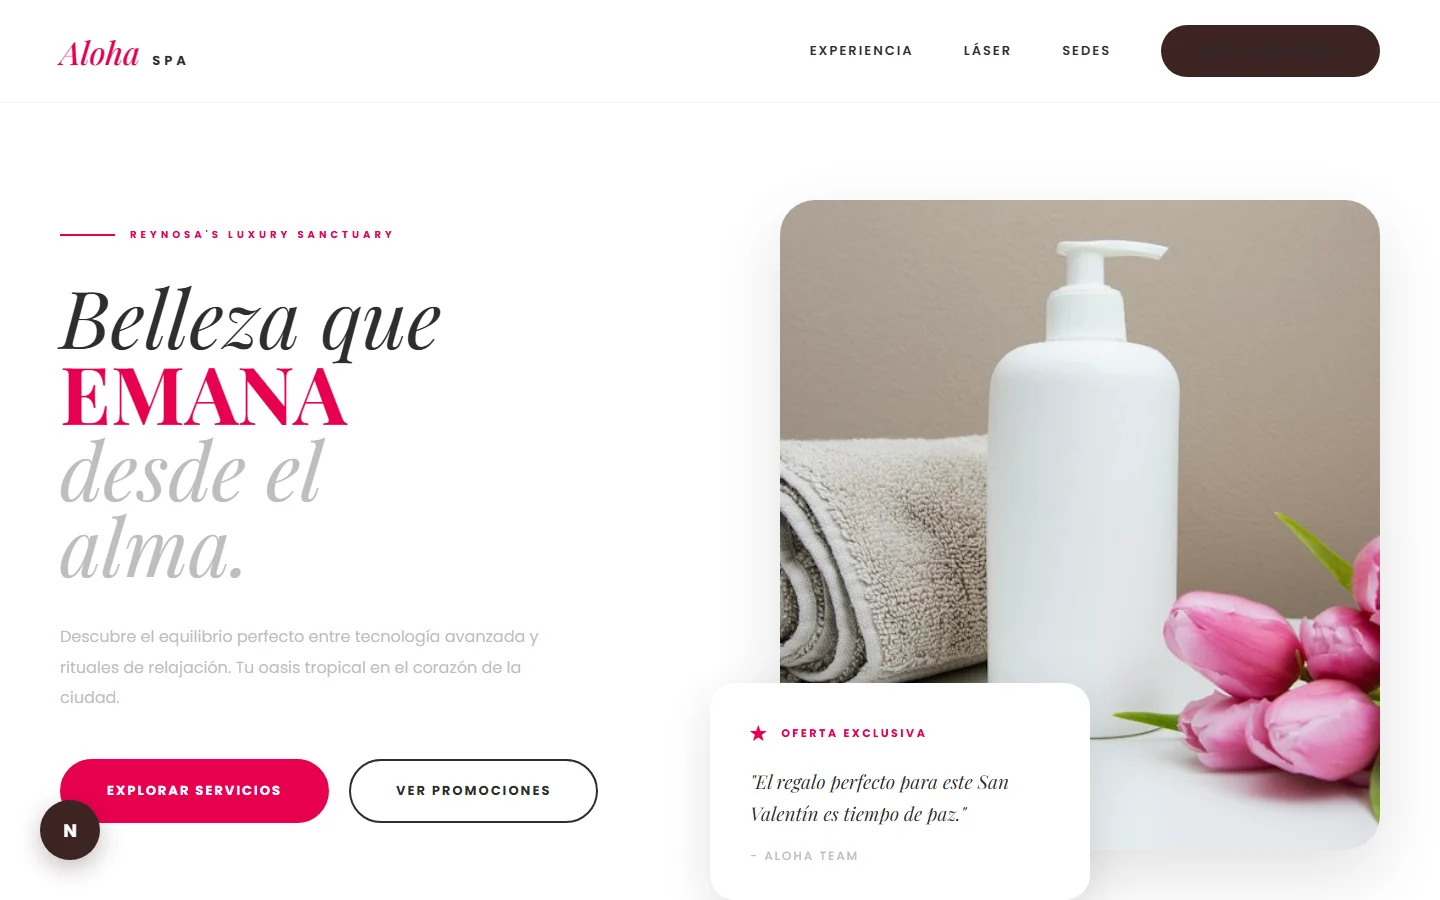 Aloha SPA
EXPERIENCIA
LÁSER
SEDES
REYNOSA'S LUXURY SANCTUARY
Belleza que
EMANA
desde el
alma.
Descubre el equilibrio perfecto entre tecnología avanzada y
rituales de relajación. Tu oasis tropical en el corazón de la
ciudad.
EXPLORAR SERVICIOS
VER PROMOCIONES
N
OFERTA EXCLUSIVA
"El regalo perfecto para este San
Valentín es tiempo de paz."
- ALOHA TEAM